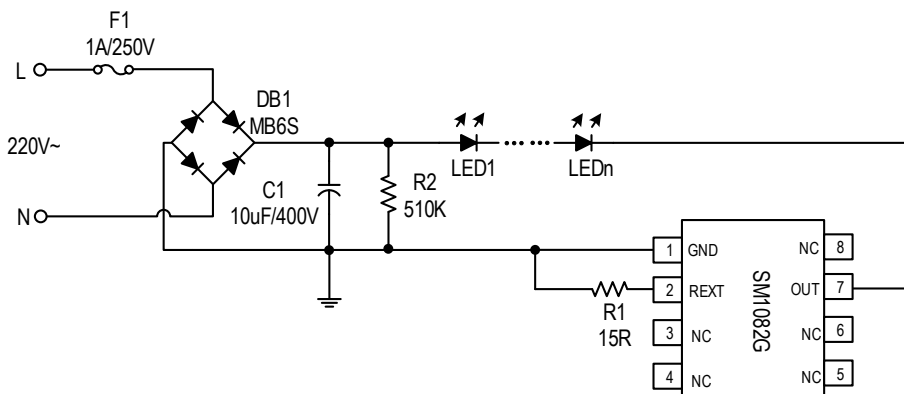 F1
1A/250V
L
DB1
MB6S
220V~
LED1
LEDn
C1
10uF/400V
R2
510K
N
1 GND
NC 8
2 REXT
OUT 7
R1
15R
3 NC
NC 6
4 NC
NC 5
SM1082G